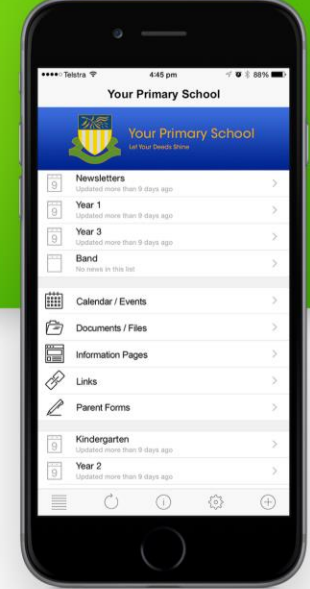 Telstra 4:45 pm 88%
Your Primary School
Your Primary School
Let Your Deeds Shine
9 Newsletters
Updated more than 9 days ago
9 Year 1
Updated more than 9 days ago
9 Year 3
Updated more than 9 days ago
Band
No news in this list
Calendar / Events
Documents / Files
Information Pages
Links
Parent Forms
9 Kindergarten
Updated more than 9 days ago
9 Year 2
Updated more than 9 days ago